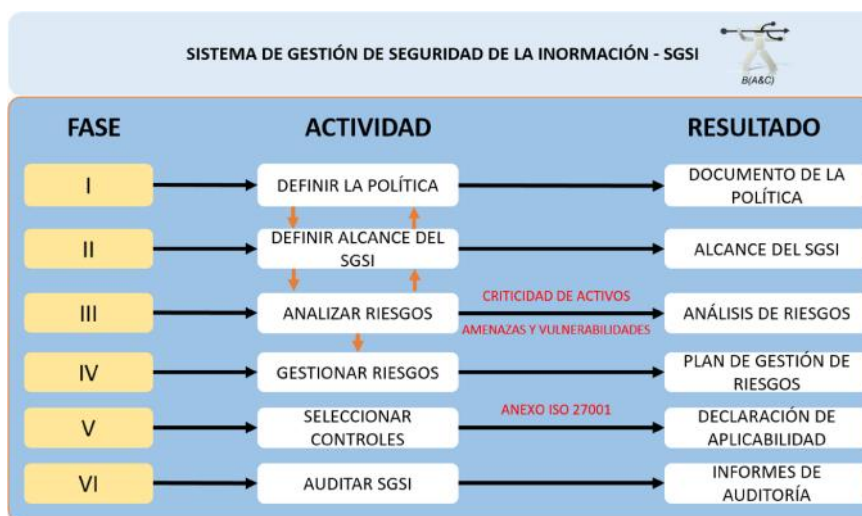 SISTEMA DE GESTIÓN DE SEGURIDAD DE LA INORMACIÓN - SGSI
B(A&C)
FASE
ACTIVIDAD
RESULTADO
I
DEFINIR LA POLÍTICA
DOCUMENTO DE LA
POLÍTICA
II
DEFINIR ALCANCE DEL
SGSI
ALCANCE DEL SGSI
III
ANALIZAR RIESGOS
CRITICIDAD DE ACTIVOS
AMENAZAS Y VULNERABILIDADES
ANÁLISIS DE RIESGOS
IV
GESTIONAR RIESGOS
PLAN DE GESTIÓN DE
RIESGOS
V
SELECCIONAR
CONTROLES
ANEXO ISO 27001
DECLARACIÓN DE
APLICABILIDAD
VI
AUDITAR SGSI
INFORMES DE
AUDITORÍA